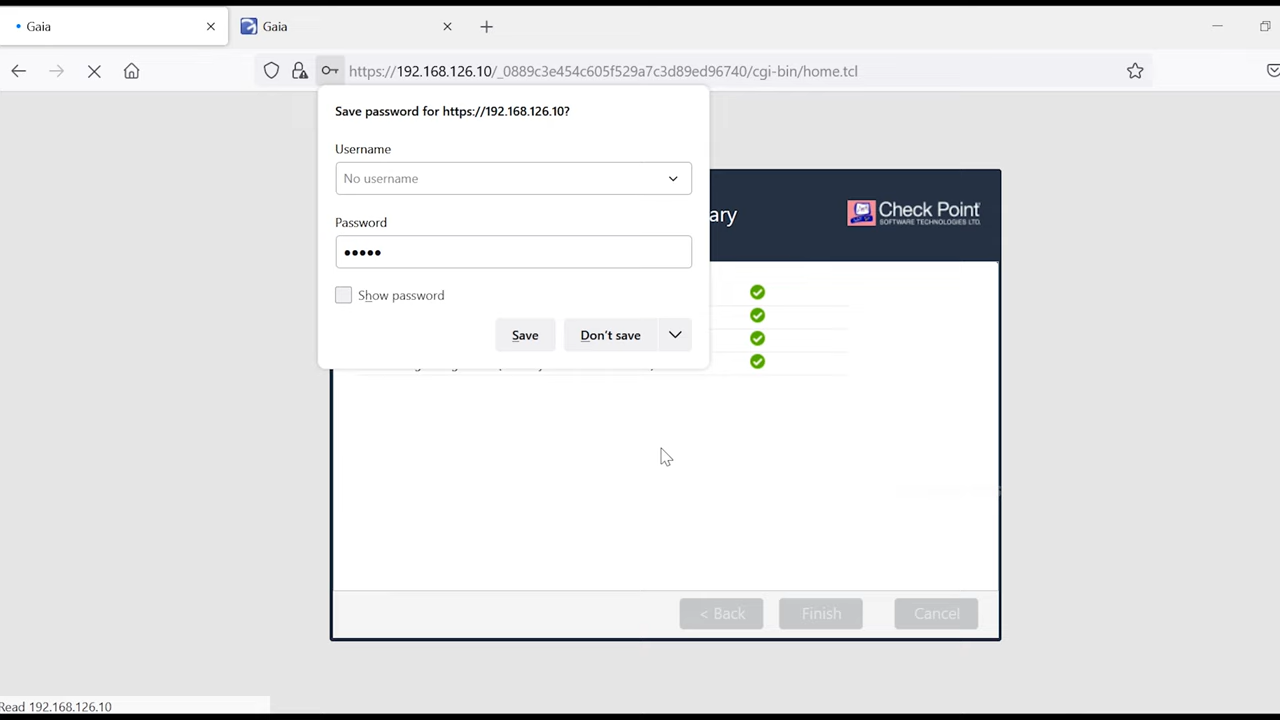 Gaia
Gaia
https://192.168.126.10/_0889c3e454c605f529a7c3d89ed96740/cgi-bin/home.tcl
Save password for https://192.168.126.10?
Username
No username
Password
Show password
Save
Don't save
ary
Check Point
SOFTWARE TECHNOLOGIES LTD.
< Back
Finish
Cancel
Read 192.168.126.10